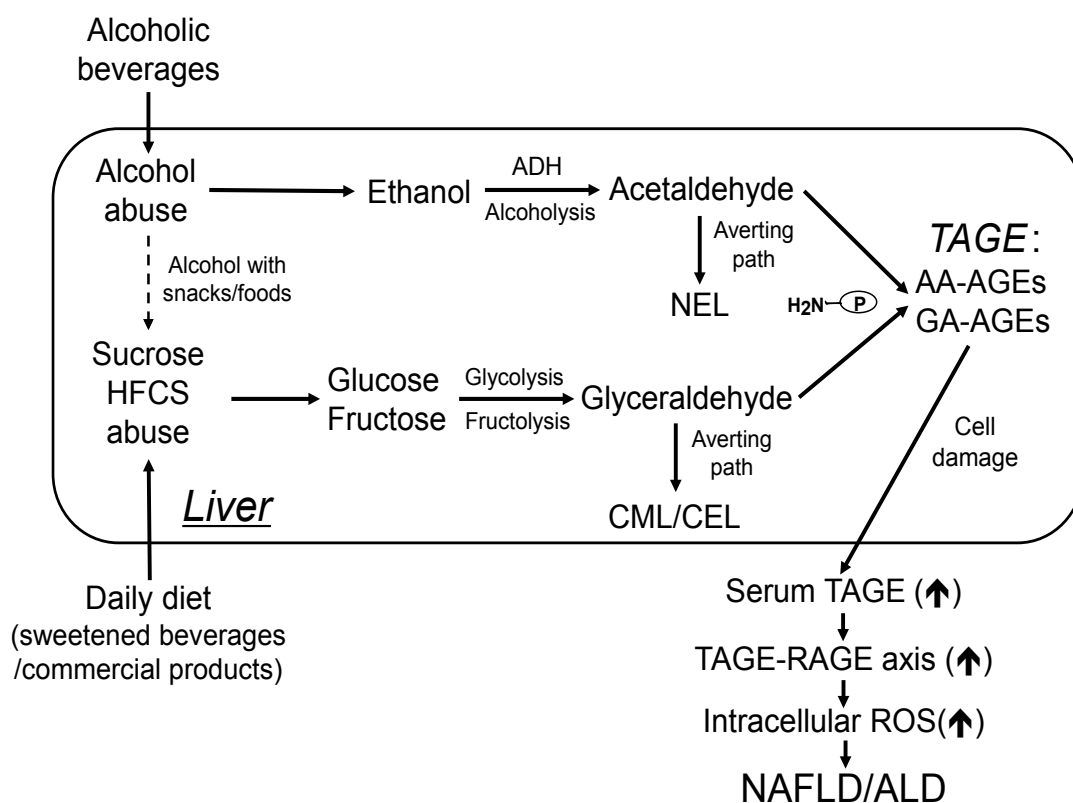 Alcoholic
beverages
Alcohol
abuse
Ethanol
ADH
Alcoholysis
Acetaldehyde
Averting
path
NEL
TAGE:
AA-AGEs
GA-AGEs
H2N
P
Alcohol with
snacks/foods
Sucrose
HFCS
abuse
Glucose
Fructose
Glycolysis
Fructolysis
Glyceraldehyde
Averting
path
CML/CEL
Cell
damage
Liver
Daily diet
(sweetened beverages
/commercial products)
Serum TAGE (↑)
TAGE-RAGE axis (↑)
Intracellular ROS(↑)
NAFLD/ALD